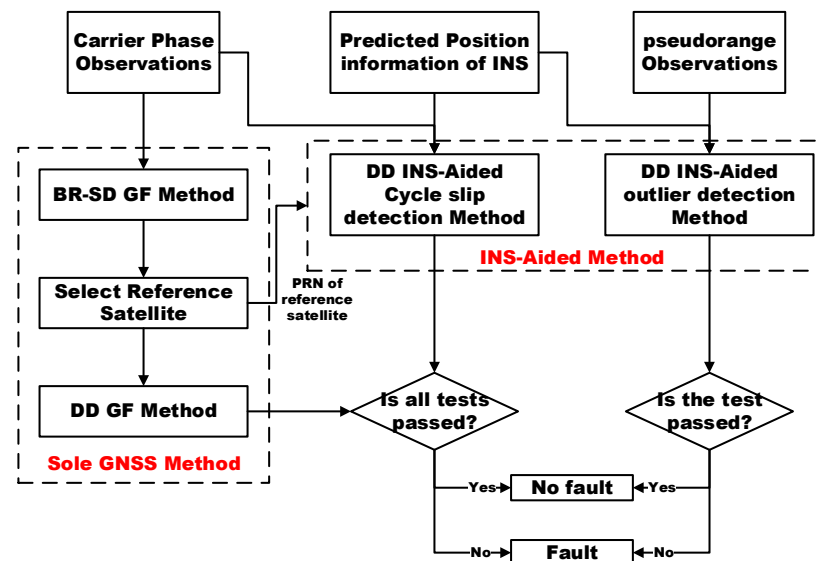 Carrier Phase
Observations
Predicted Position
information of INS
pseudorange
Observations
BR-SD GF Method
DD INS-Aided
Cycle slip
detection Method
DD INS-Aided
outlier detection
Method
INS-Aided Method
Select Reference
Satellite
PRN of
reference
satellite
DD GF Method
Sole GNSS Method
Is all tests
passed?
Is the test
passed?
Yes
No fault
Yes
No
Fault
No